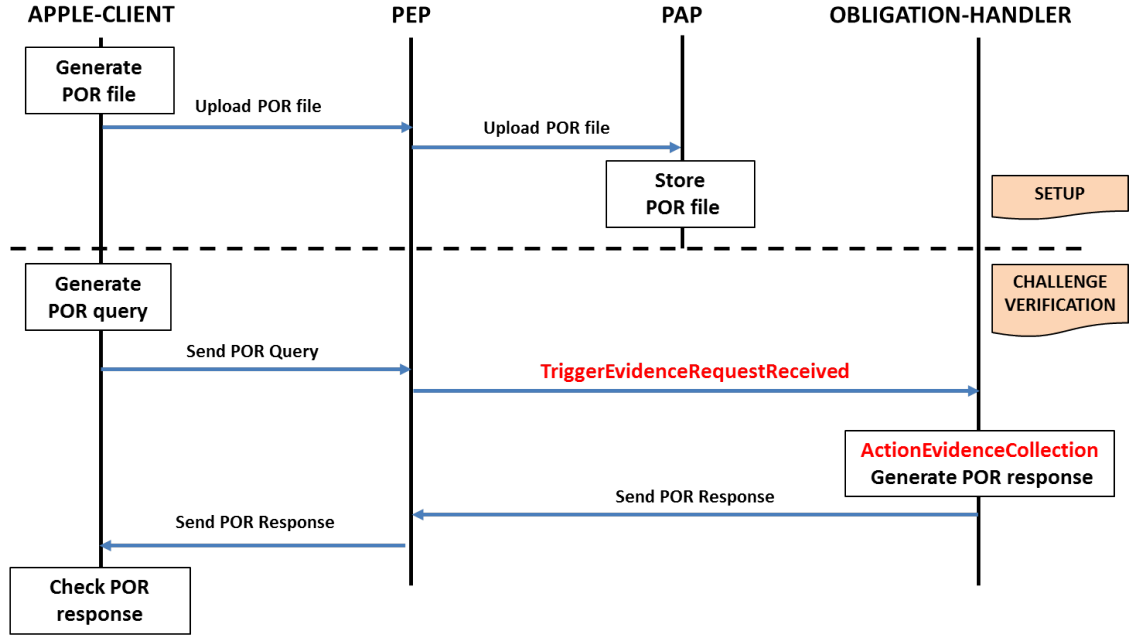 APPLE-CLIENT
PEP
PAP
OBLIGATION-HANDLER
Generate
POR file
Upload POR file
Upload POR file
Store
POR file
SETUP
Generate
POR query
CHALLENGE
VERIFICATION
Send POR Query
TriggerEvidenceRequestReceived
ActionEvidenceCollection
Generate POR response
Send POR Response
Send POR Response
Check POR
response